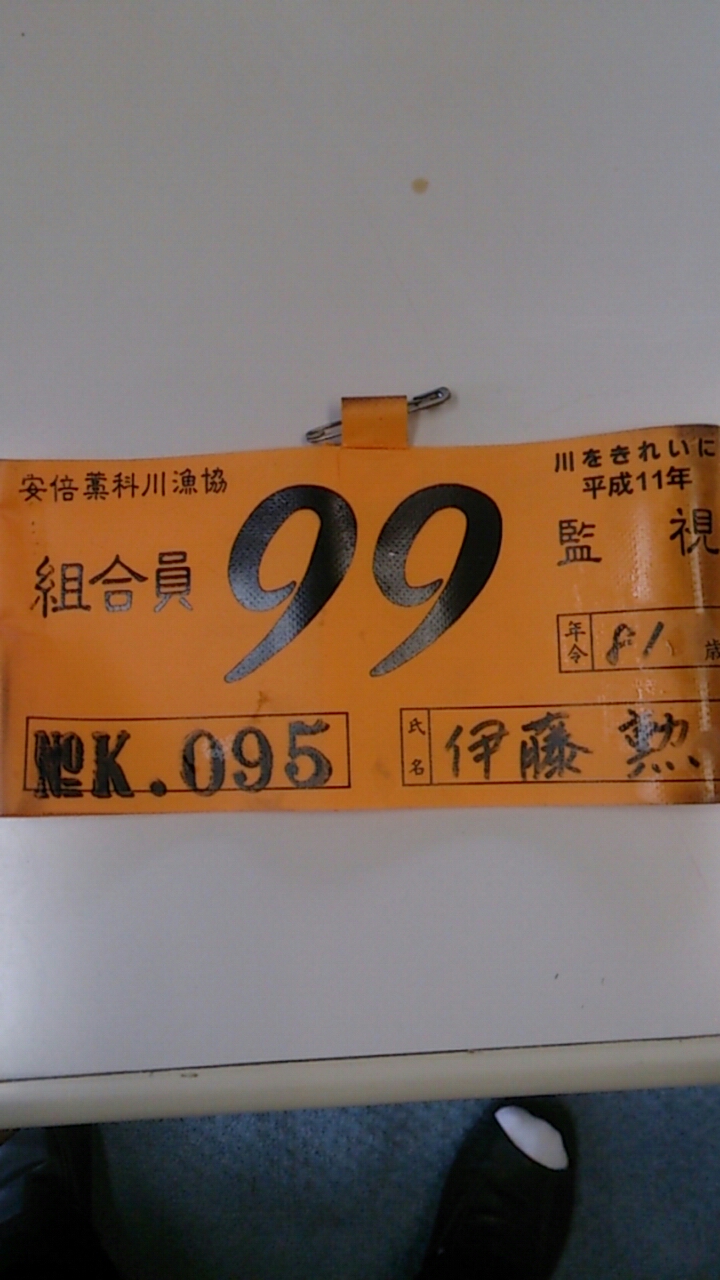 安倍藁科川漁協
組合員
99
川をきれいに
平成11年
監 視
年令 81 歳
№K.095
氏名 伊藤 勲